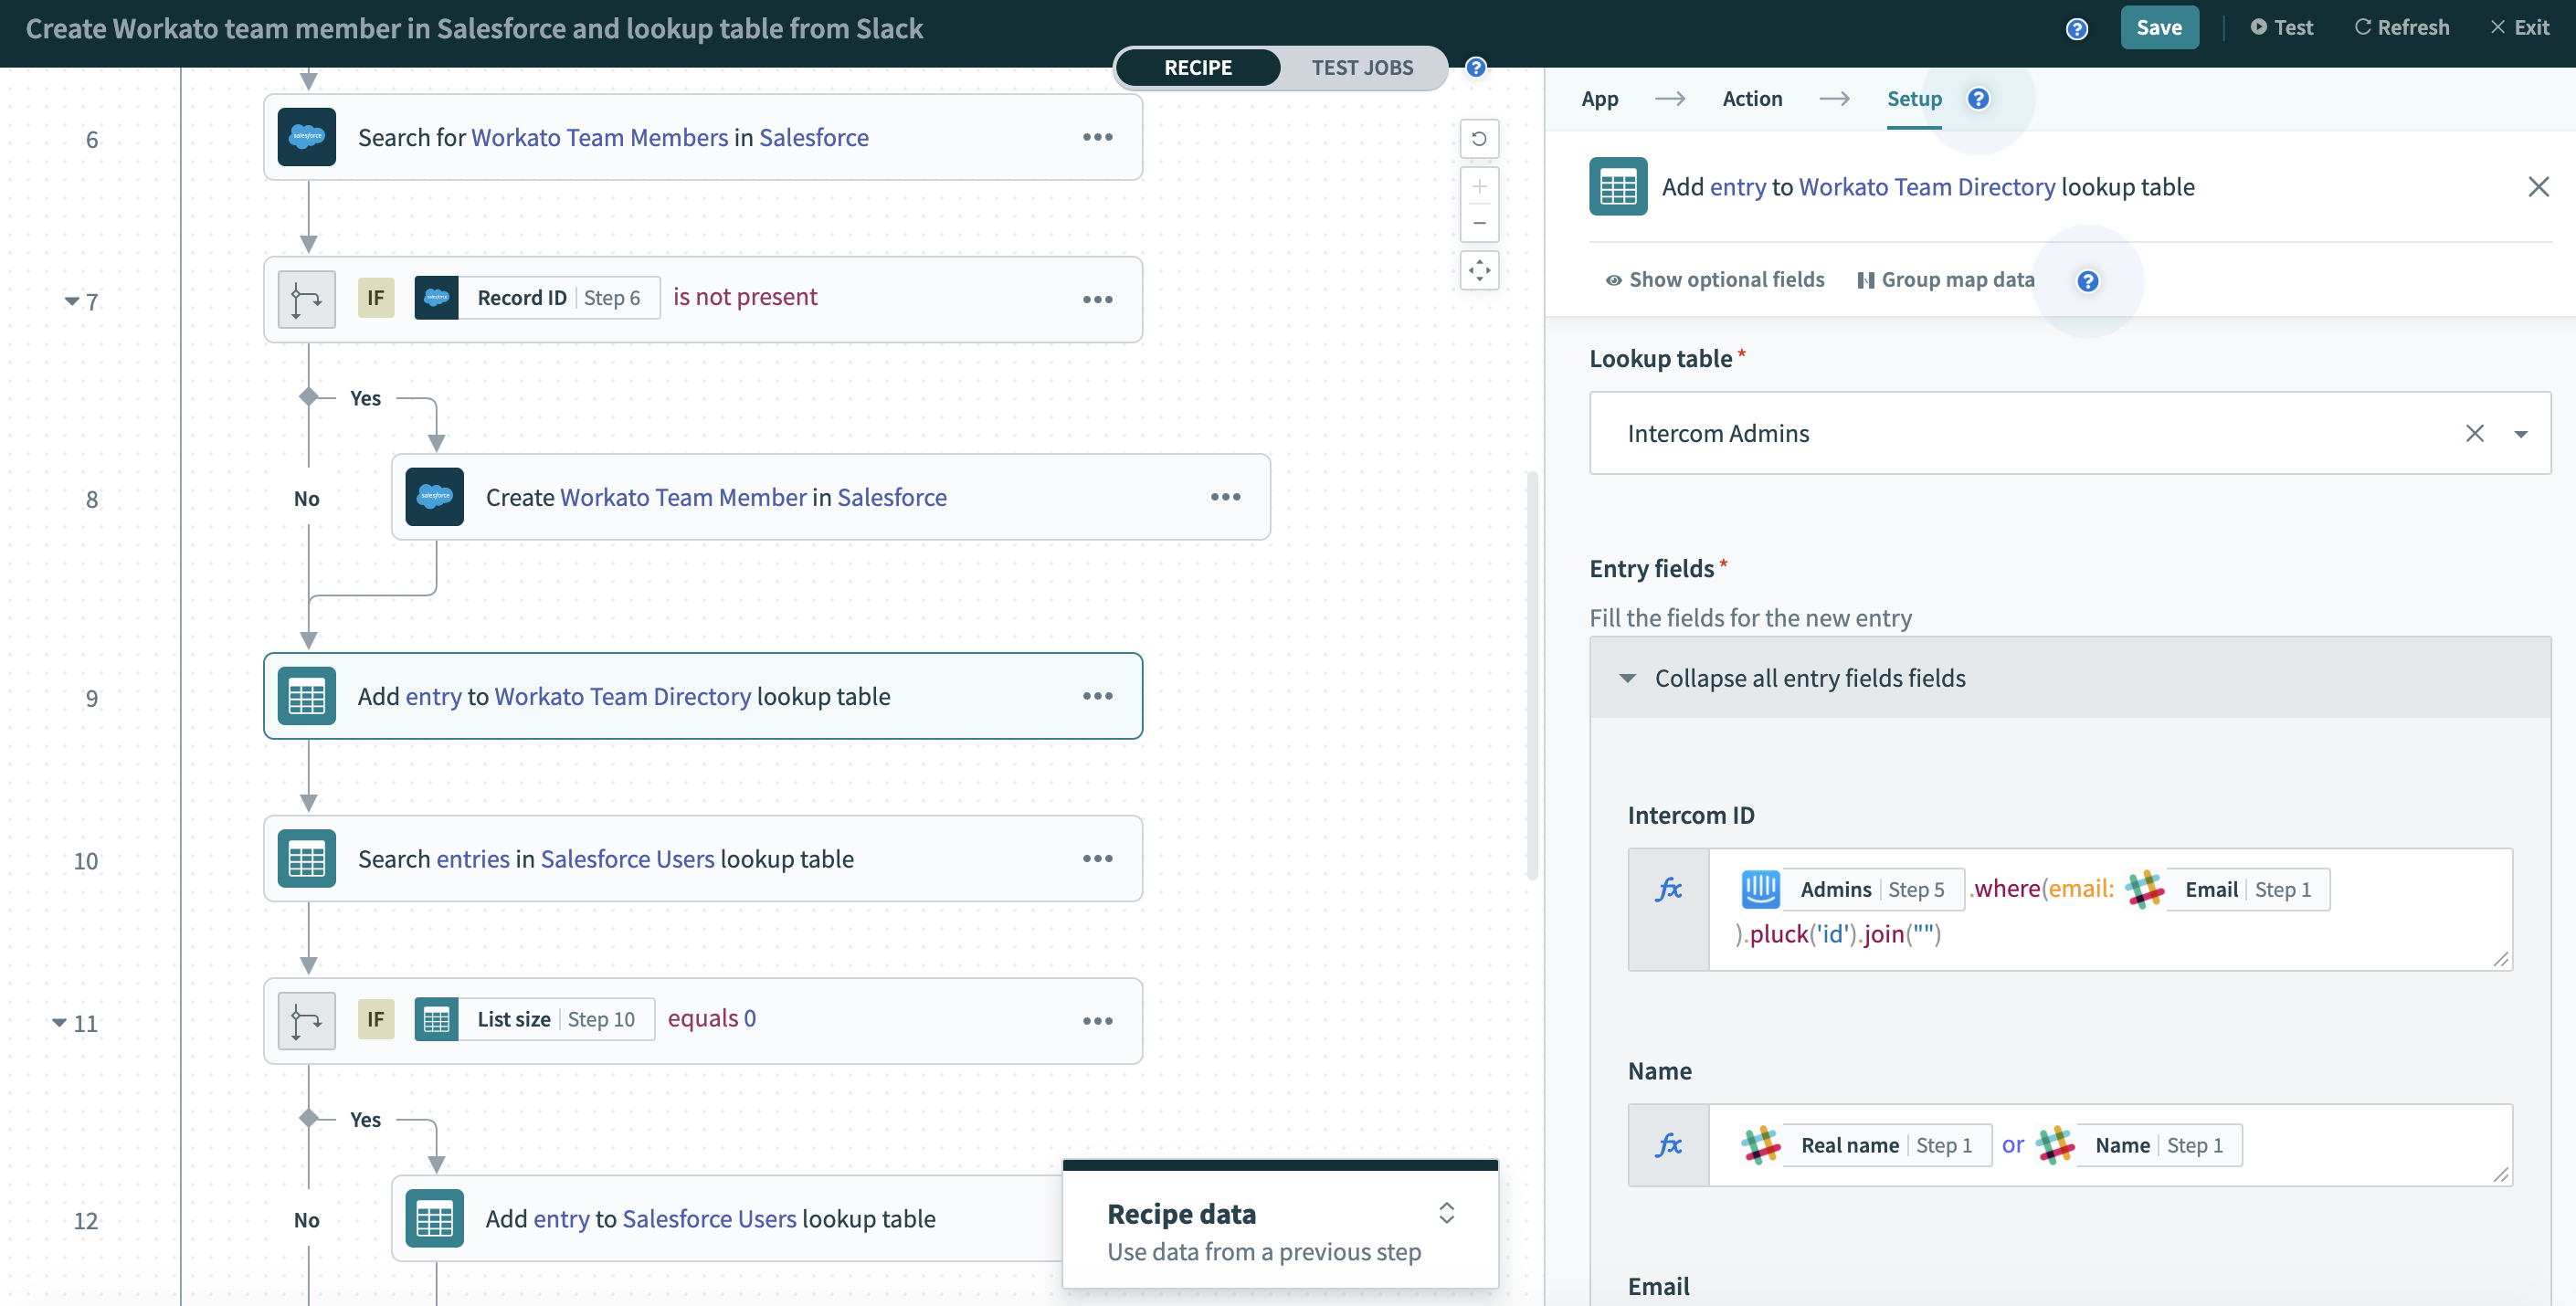 Create Workato team member in Salesforce and lookup table from Slack
? Save Test Refresh Exit
RECIPE TEST JOBS ?
6 Search for Workato Team Members in Salesforce
7 IF Record ID Step 6 is not present
Yes
8 No Create Workato Team Member in Salesforce
9 Add entry to Workato Team Directory lookup table
10 Search entries in Salesforce Users lookup table
11 IF List size Step 10 equals 0
Yes
12 No Add entry to Salesforce Users lookup table
Recipe data
Use data from a previous step
App Action Setup ?
Add entry to Workato Team Directory lookup table
Show optional fields Group map data ?
Lookup table *
Intercom Admins
Entry fields *
Fill the fields for the new entry
Collapse all entry fields fields
Intercom ID
fx Admins Step 5 .where(email: Email Step 1
).pluck('id').join("")
Name
fx Real name Step 1 or Name Step 1
Email